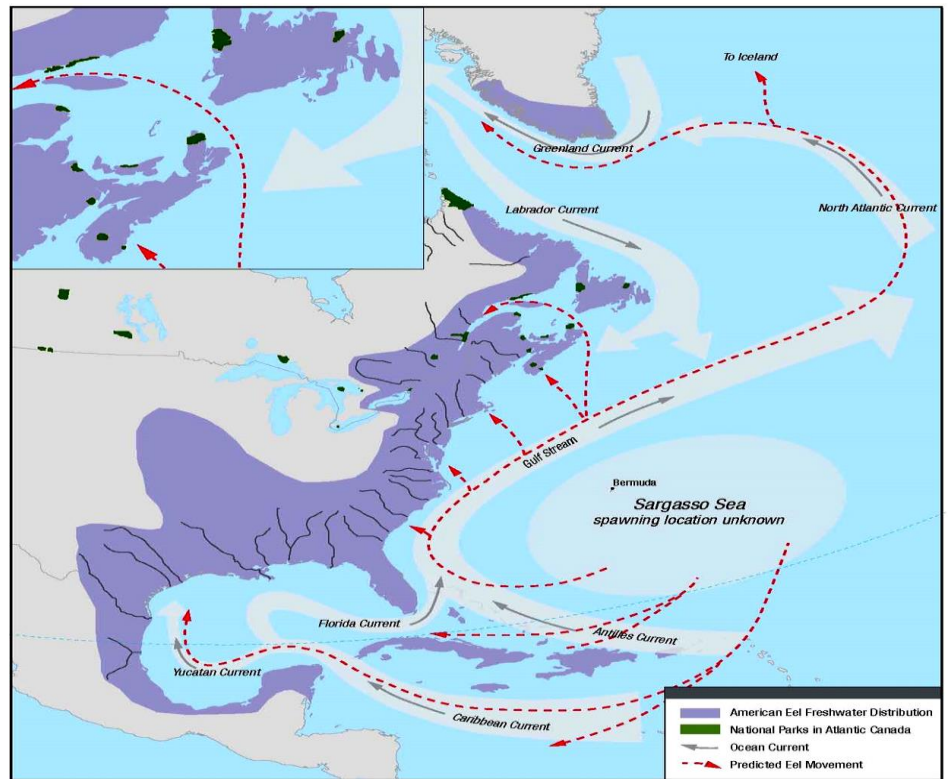 To Iceland
Greenland Current
North Atlantic Current
Labrador Current
Gulf Stream
Bermuda
Sargasso Sea
spawning location unknown
Florida Current
Antilles Current
Yucatan Current
Caribbean Current
American Eel Freshwater Distribution
National Parks in Atlantic Canada
Ocean Current
Predicted Eel Movement